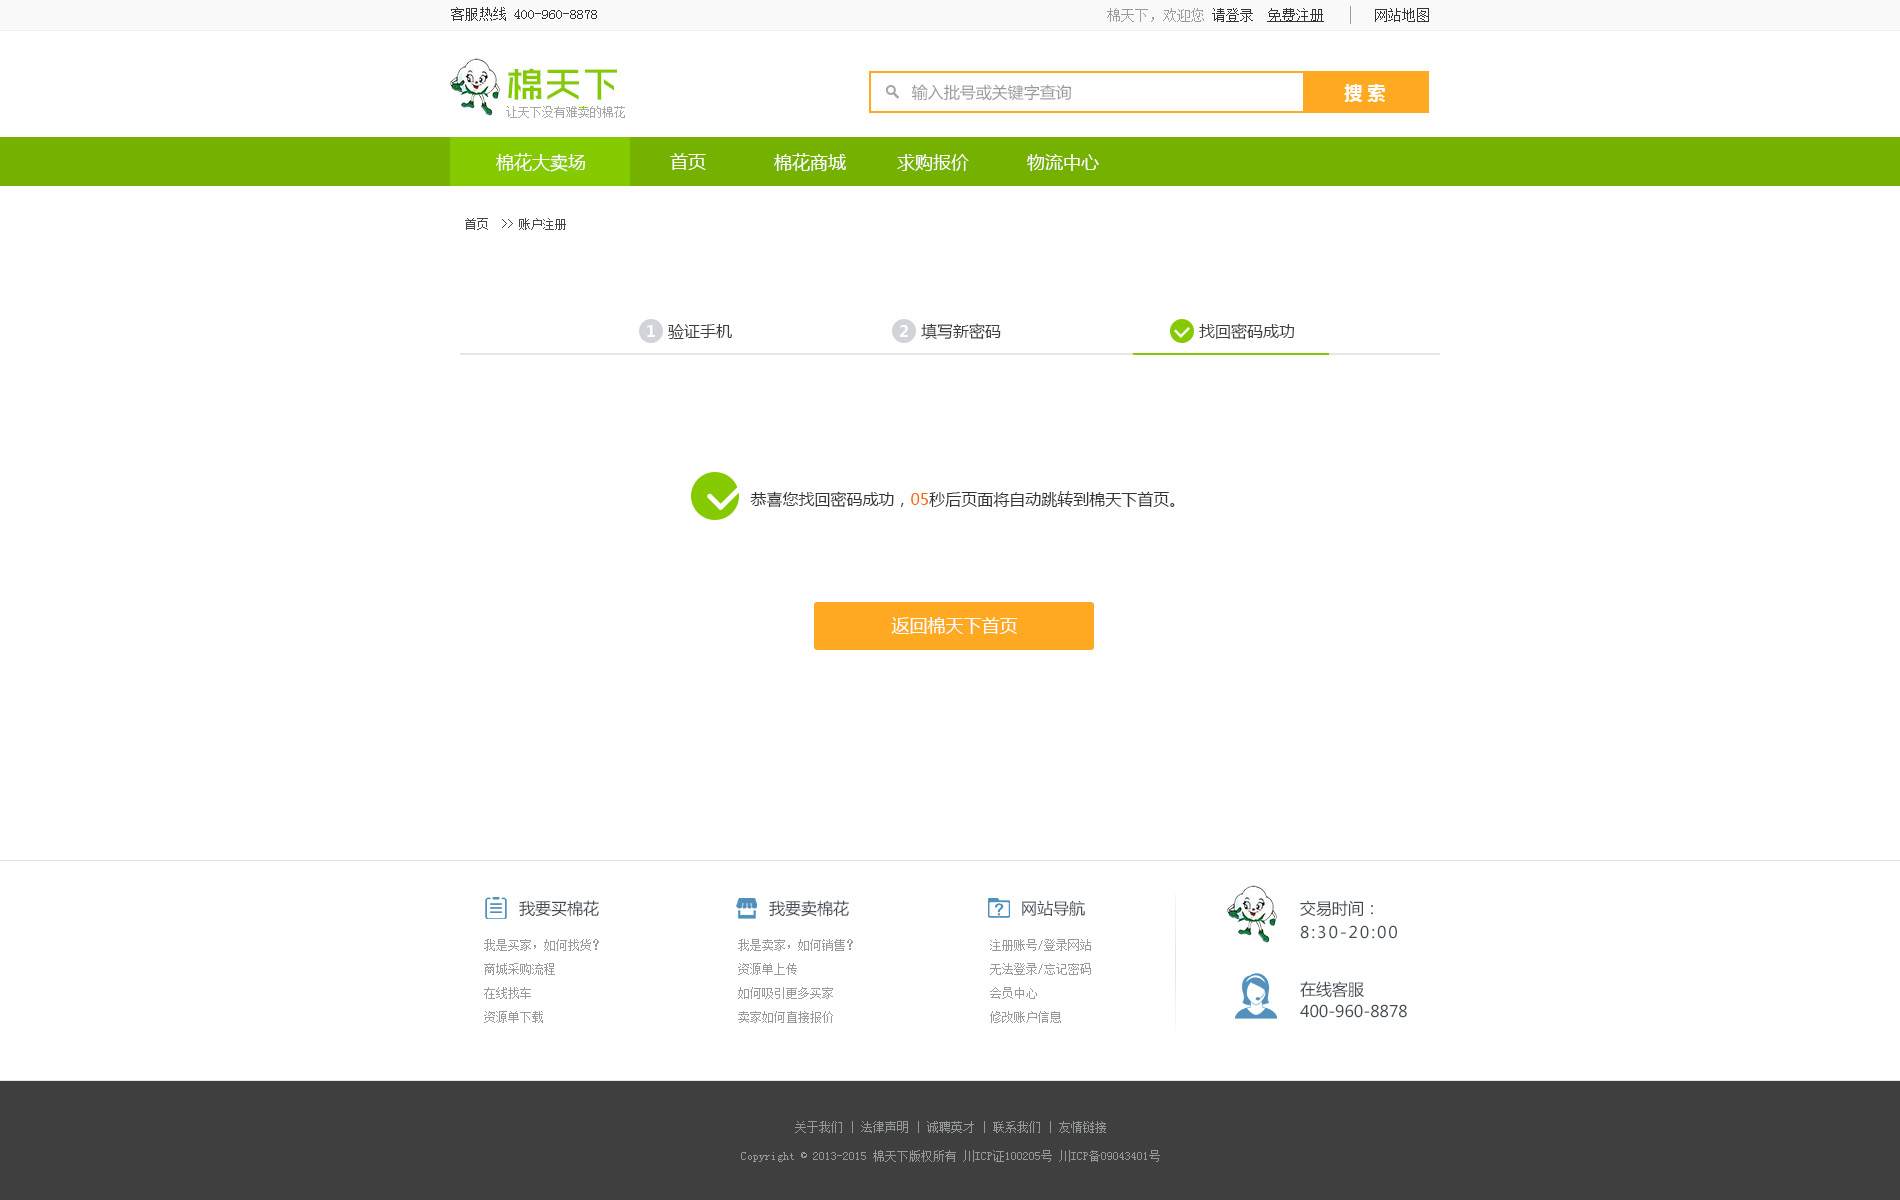 客服热线 400-960-8878
棉天下，欢迎您 请登录 免费注册 | 网站地图
棉天下
让天下没有难卖的棉花
输入批号或关键字查询
搜索
棉花大卖场 首页 棉花商城 求购报价 物流中心
首页 >> 账户注册
1 验证手机 2 填写新密码 找回密码成功
恭喜您找回密码成功，05秒后页面将自动跳转到棉天下首页。
返回棉天下首页
我要买棉花
我是买家，如何找货？
商城采购流程
在线找车
资源单下载
我要卖棉花
我是卖家，如何销售？
资源单上传
如何吸引更多买家
卖家如何直接报价
网站导航
注册账号/登录网站
无法登录/忘记密码
会员中心
修改账户信息
交易时间：
8:30-20:00
在线客服
400-960-8878
关于我们 | 法律声明 | 诚聘英才 | 联系我们 | 友情链接
Copyright © 2013-2015 棉天下版权所有 川ICP证100205号 川ICP备09043401号